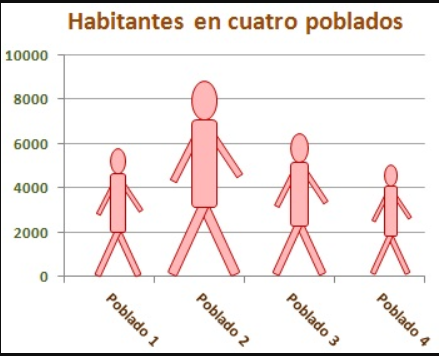 Habitantes en cuatro poblados
10000
8000
6000
4000
2000
0
Poblado 1
Poblado 2
Poblado 3
Poblado 4